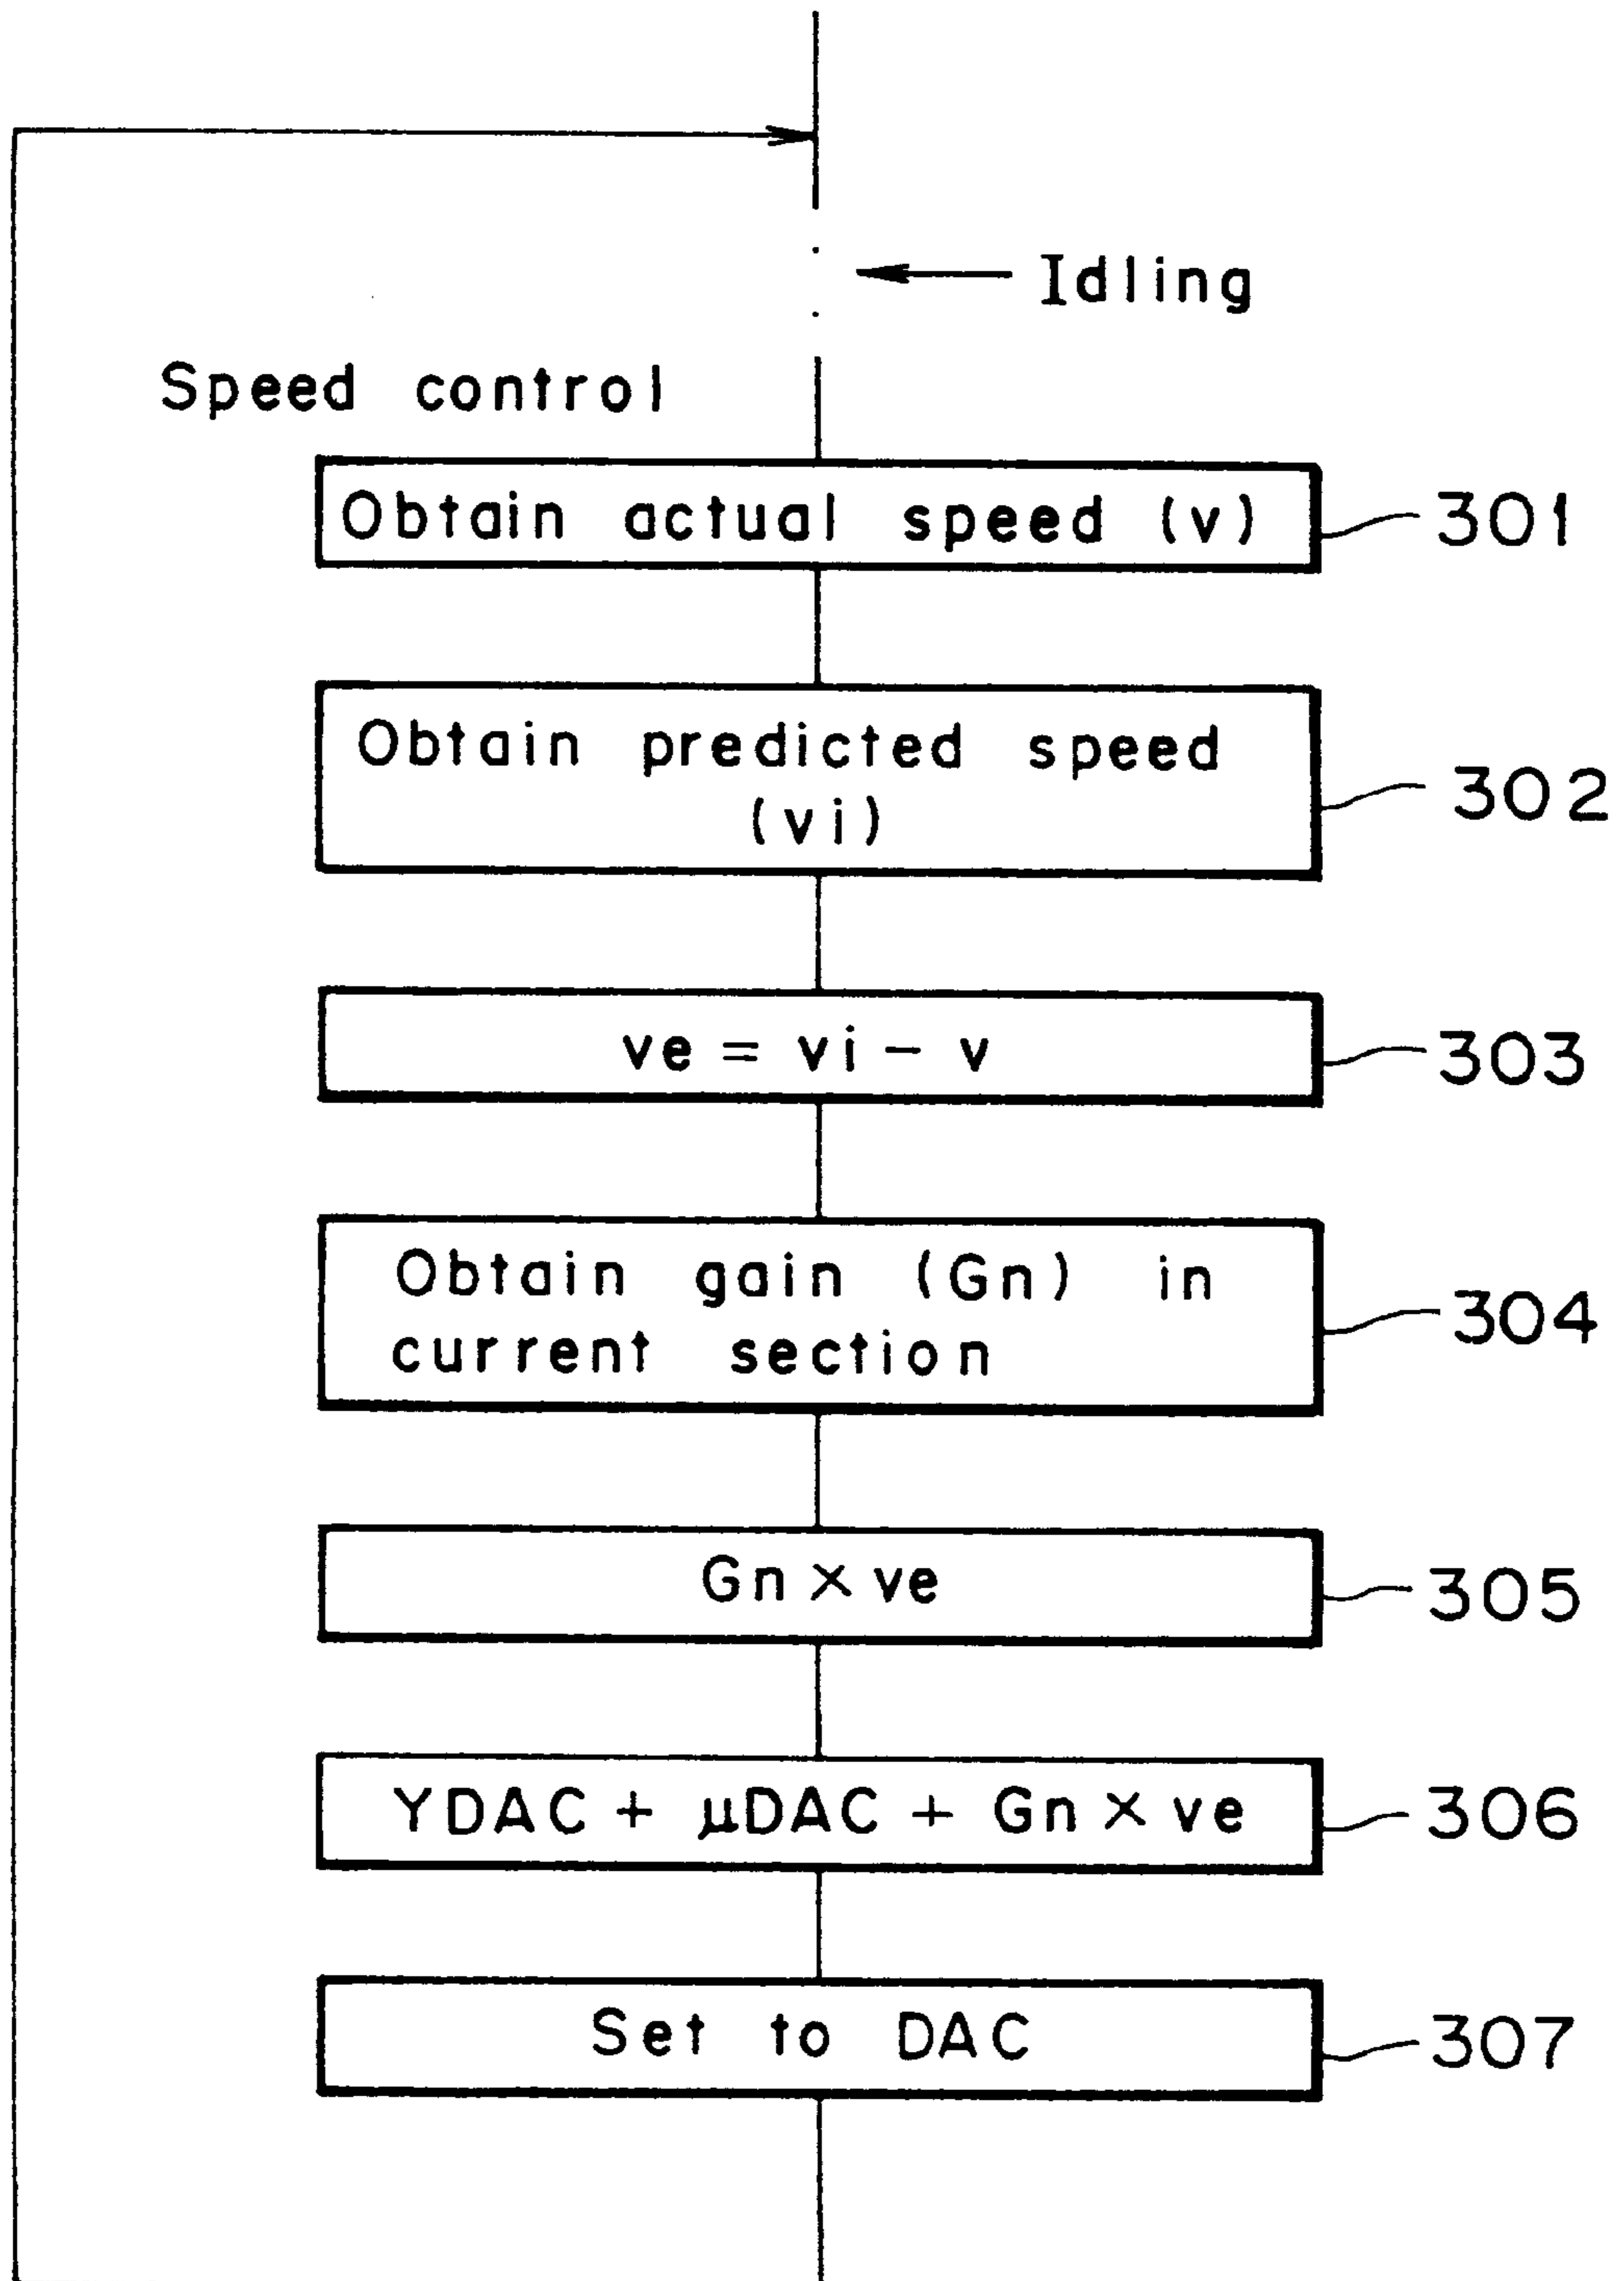 Idling
Speed control
Obtain actual speed (v)
301
Obtain predicted speed
(vi)
302
ve = vi - v
303
Obtain gain (Gn) in
current section
304
Gn × ve
305
YDAC + μDAC + Gn × ve
306
Set to DAC
307